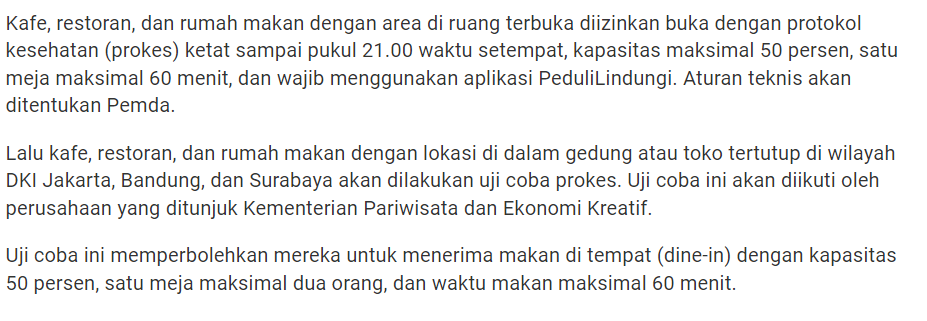 Kafe, restoran, dan rumah makan dengan area di ruang terbuka diizinkan buka dengan protokol
kesehatan (prokes) ketat sampai pukul 21.00 waktu setempat, kapasitas maksimal 50 persen, satu
meja maksimal 60 menit, dan wajib menggunakan aplikasi PeduliLindungi. Aturan teknis akan
ditentukan Pemda.
Lalu kafe, restoran, dan rumah makan dengan lokasi di dalam gedung atau toko tertutup di wilayah
DKI Jakarta, Bandung, dan Surabaya akan dilakukan uji coba prokes. Uji coba ini akan diikuti oleh
perusahaan yang ditunjuk Kementerian Pariwisata dan Ekonomi Kreatif.
Uji coba ini memperbolehkan mereka untuk menerima makan di tempat (dine-in) dengan kapasitas
50 persen, satu meja maksimal dua orang, dan waktu makan maksimal 60 menit.